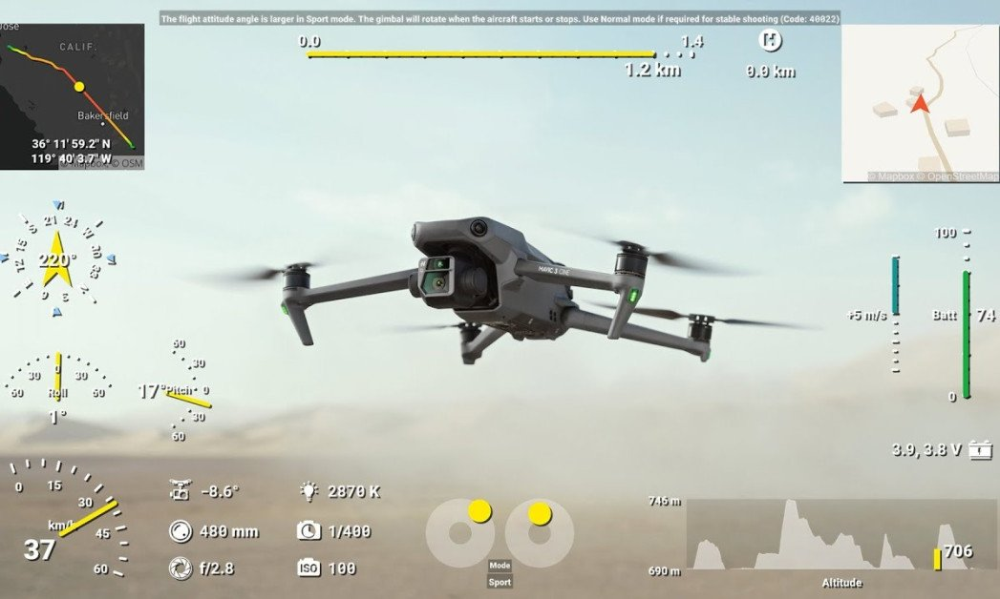 The flight attitude angle is larger in Sport mode. The gimbal will rotate when the aircraft starts or stops. Use Normal mode if required for stable shooting (Code: 40022)
ose
CALIF.
Bakersfield
36° 11' 59.2" N
119° 40' 3.7" W
© Mapbox © OSM
0.0
1.4
1.2 km
H
0.0 km
© Mapbox © OpenStreetMap
S 21 24 W 30 33 N 3 6 12 15
220°
MAVIC 3 CINE
+5 m/s
100
Batt 74
0
60 30 0 30 60
Roll
1°
60
30
17° Pitch 0
30
60
3.9, 3.8 V
0 15 30 45 60
km/h
37
-8.6°
2870 K
480 mm
1/400
f/2.8
ISO 100
Mode
Sport
746 m
690 m
706
Altitude